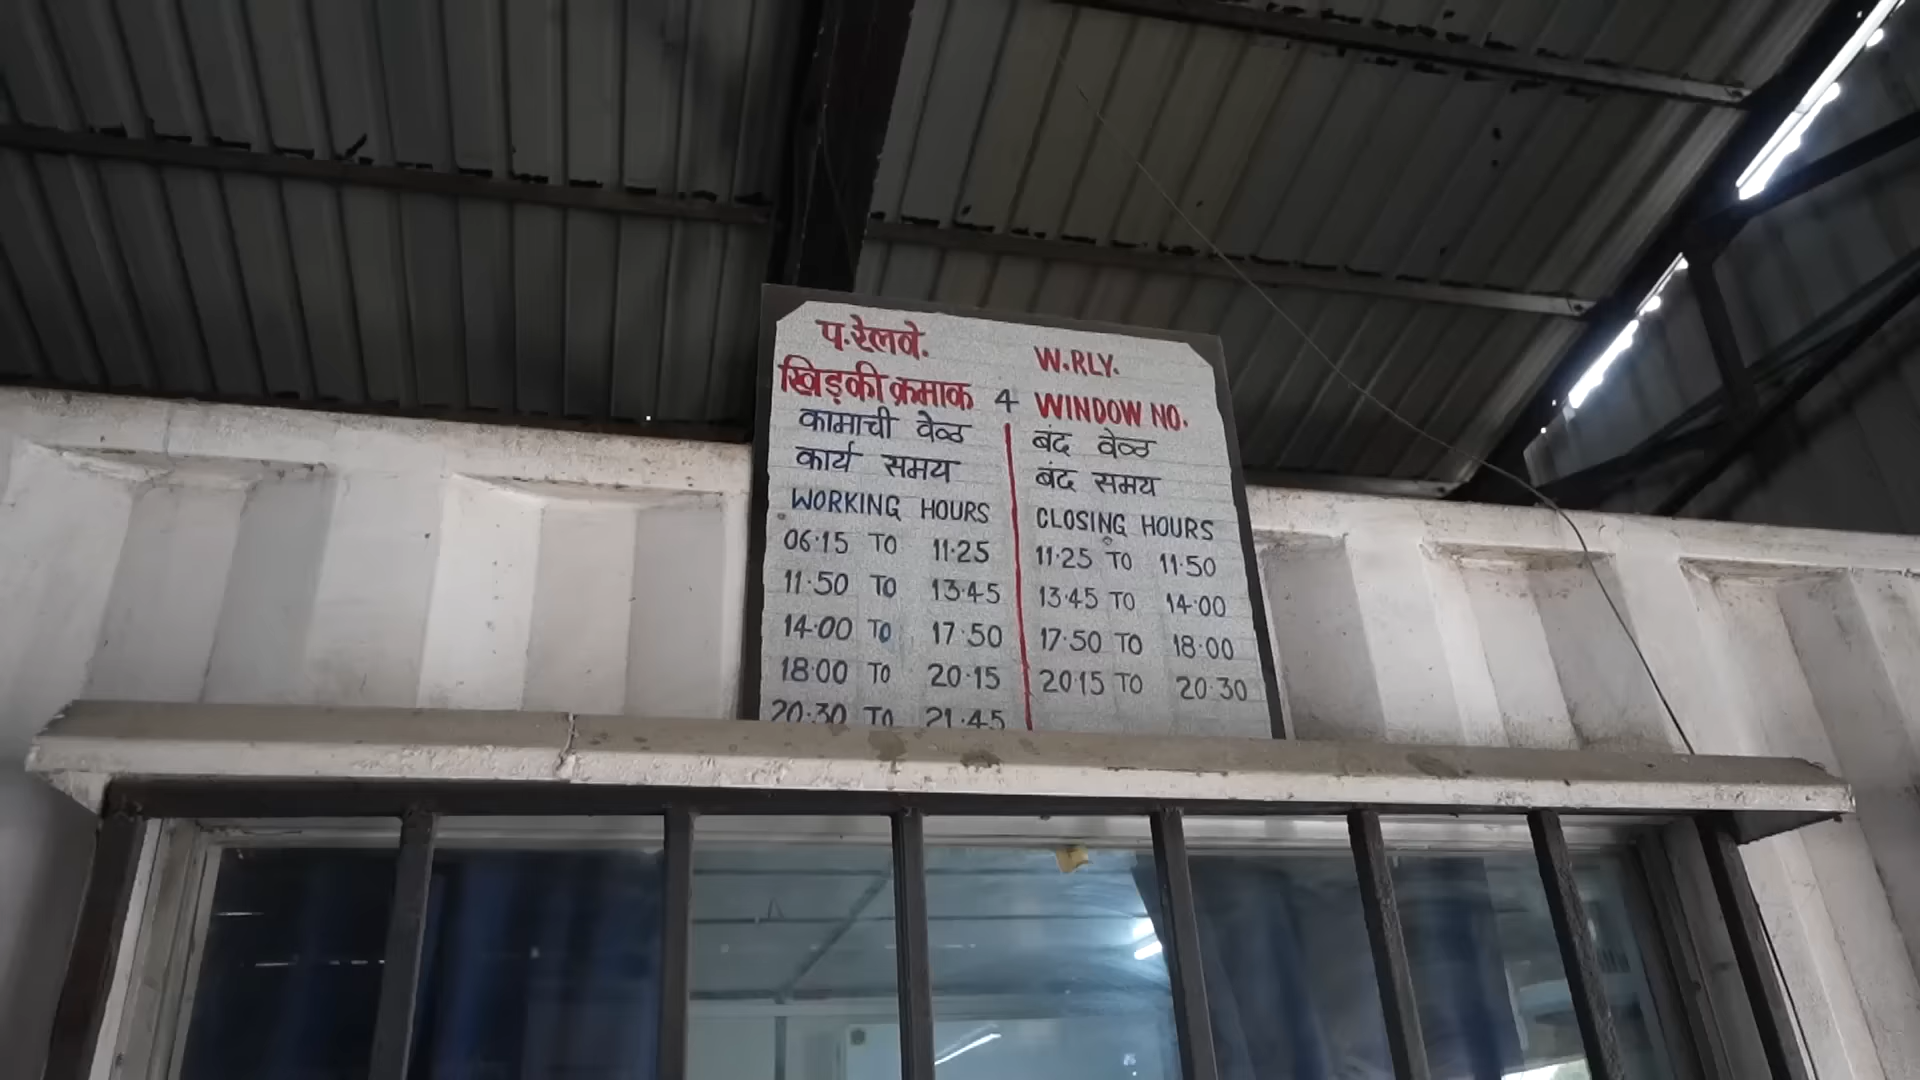 प.रेलवे. W.RLY.
खिड़की क्रमाक 4 WINDOW NO.
कामाची वेळ बंद वेळ
कार्य समय बंद समय
WORKING HOURS CLOSING HOURS
06·15 TO 11·25 11·25 TO 11·50
11·50 TO 13·45 13·45 TO 14·00
14·00 TO 17·50 17·50 TO 18·00
18·00 TO 20·15 20·15 TO 20·30
20·30 TO 21·45